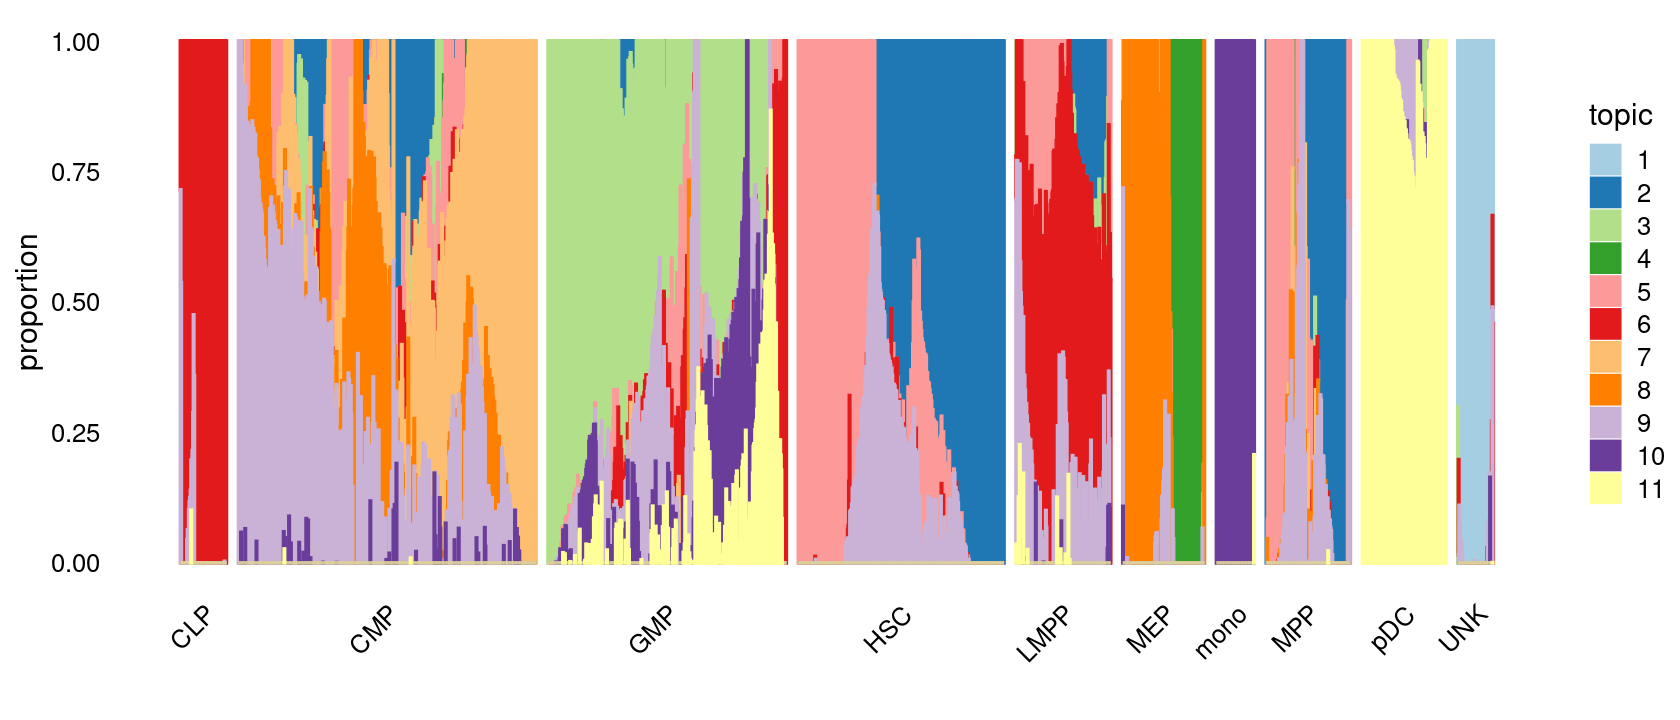 proportion
1.00
0.75
0.50
0.25
0.00
CLP
CMP
GMP
HSC
LMPP
MEP
mono
MPP
pDC
UNK
topic
1
2
3
4
5
6
7
8
9
10
11